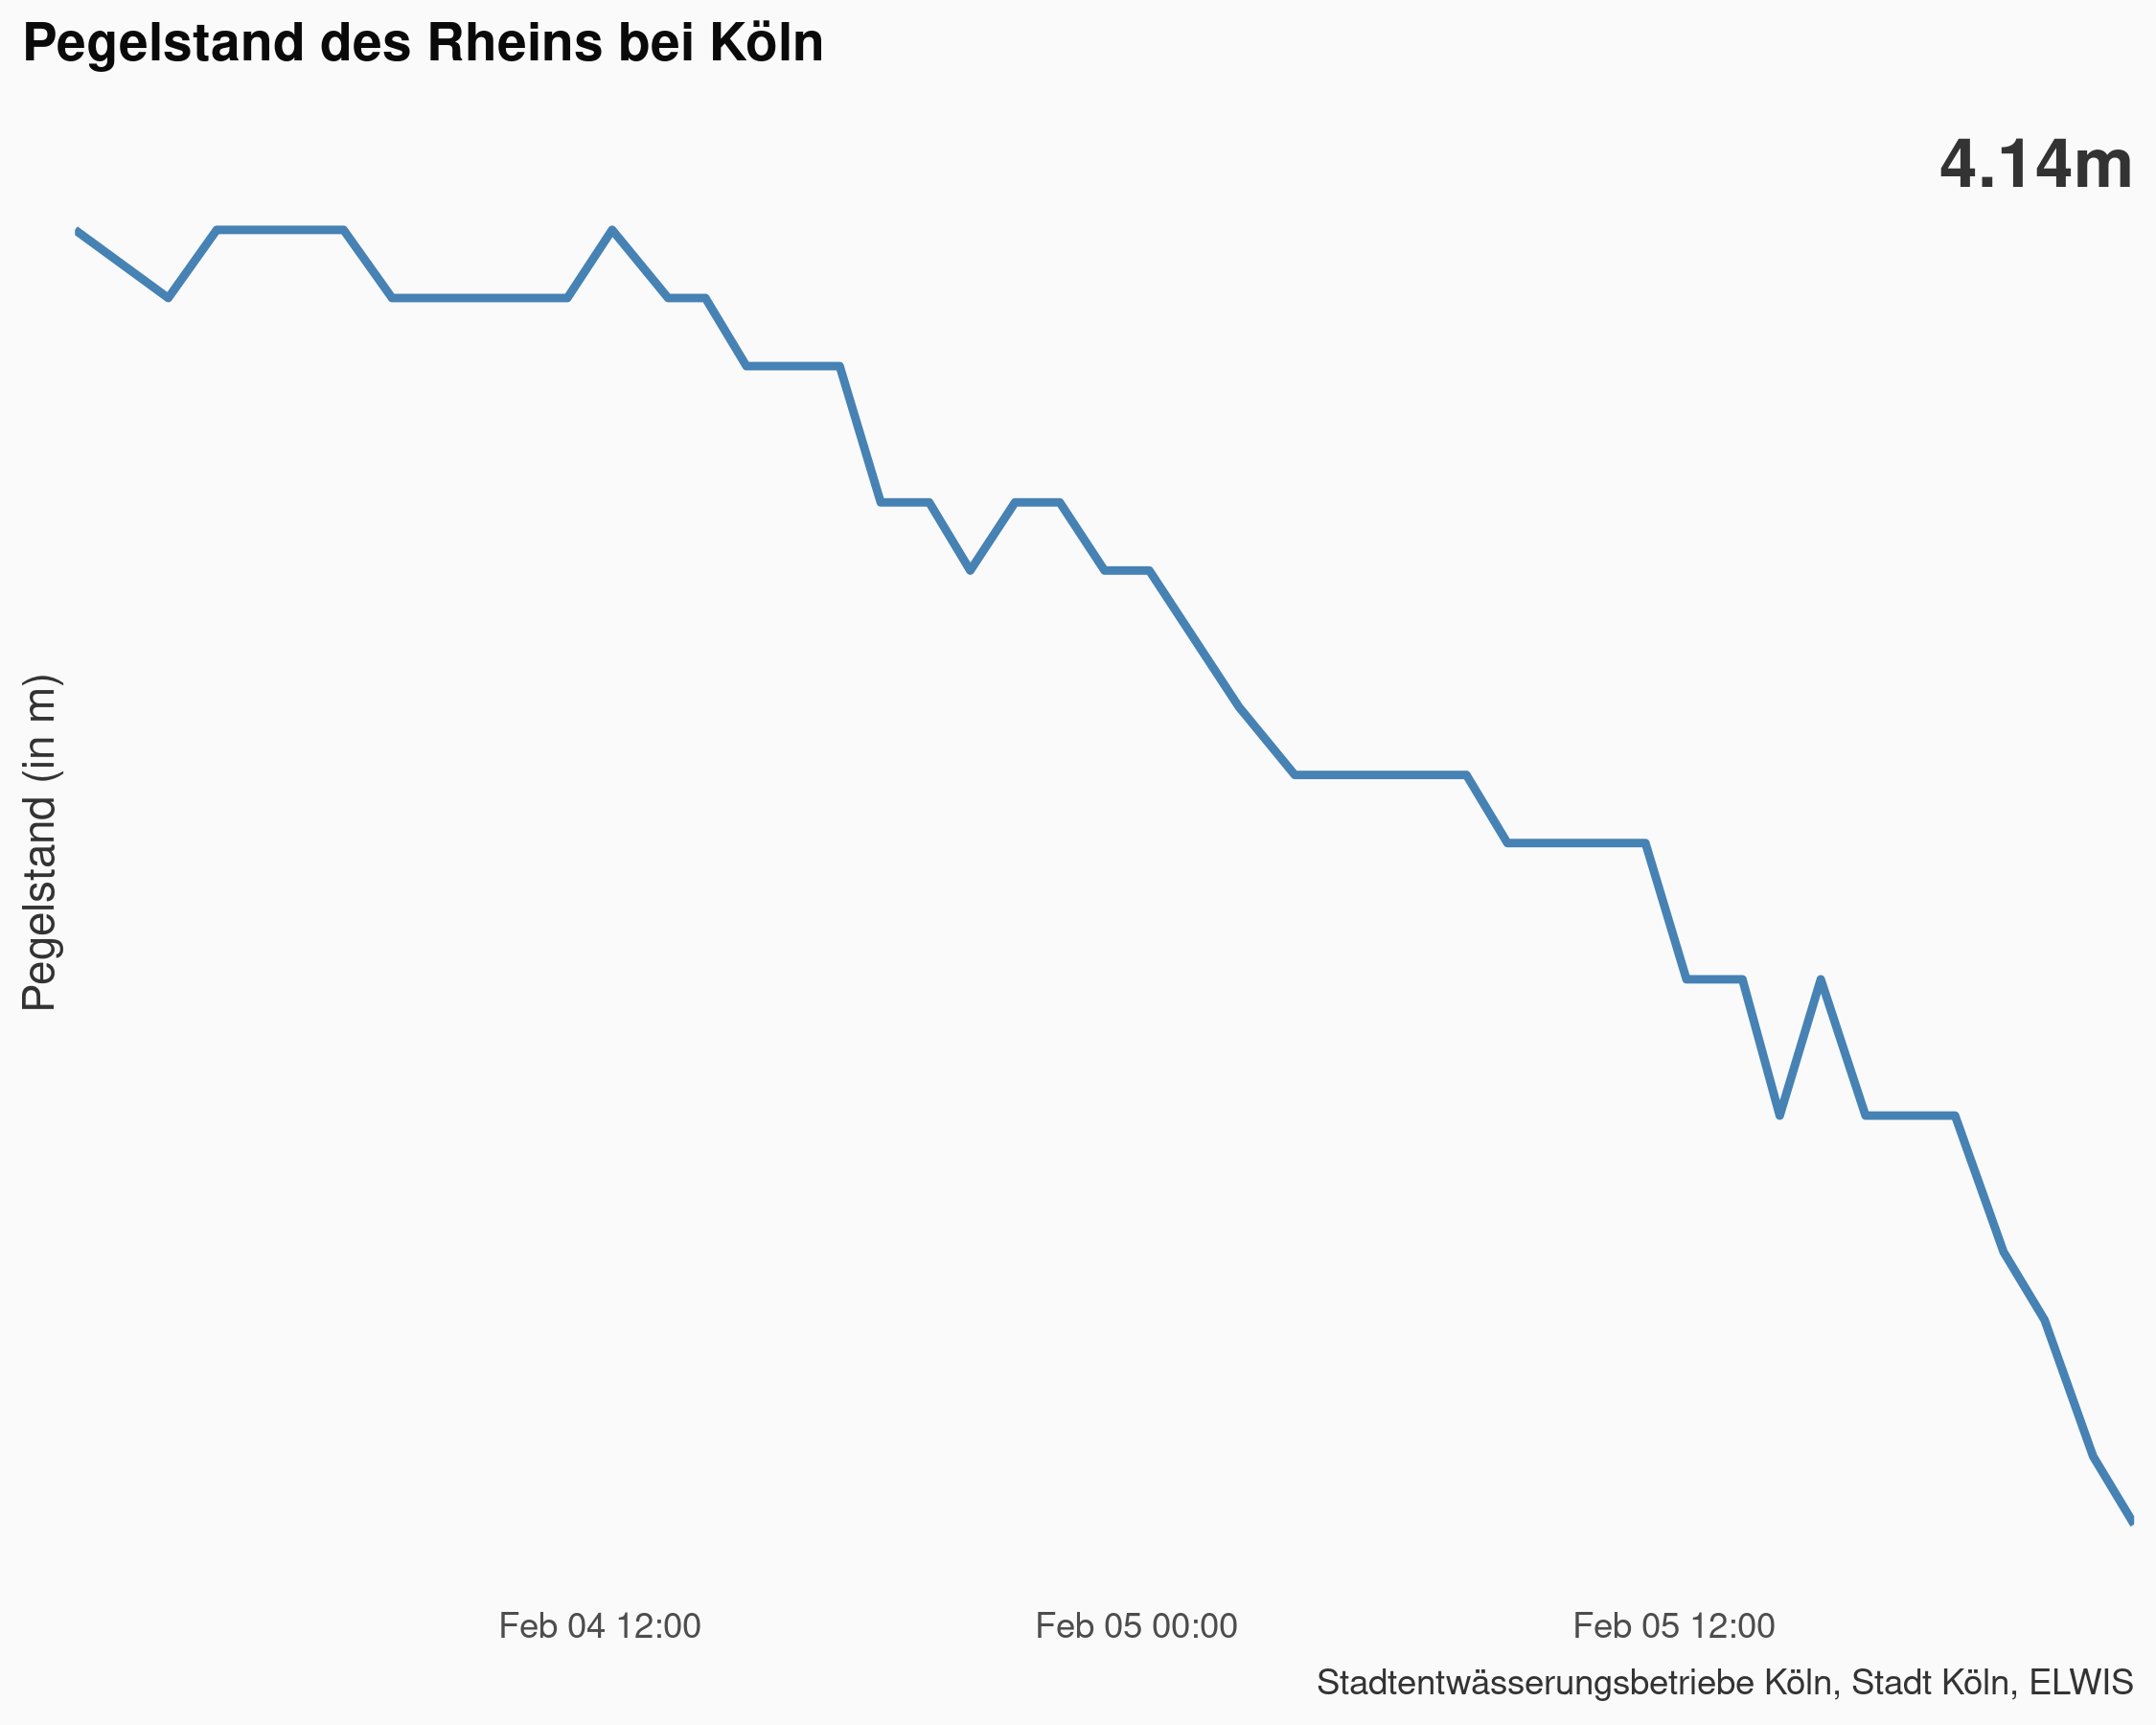 Pegelstand des Rheins bei Köln
4.14m
Pegelstand (in m)
Feb 04 12:00
Feb 05 00:00
Feb 05 12:00
Stadtentwässerungsbetriebe Köln, Stadt Köln, ELWIS